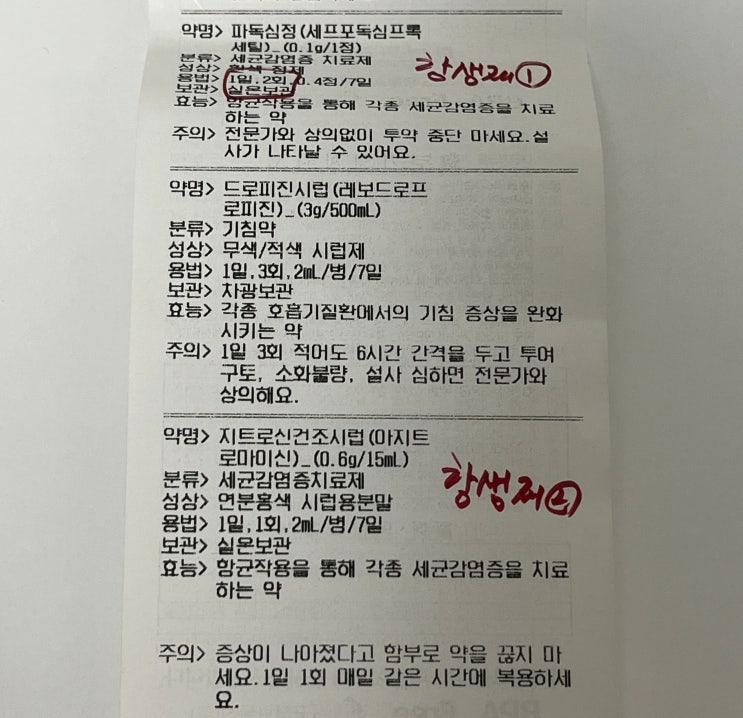 약명> 파독심정(세프포독심프록
세틸)_(0.1g/1정)
분류> 세균감염증 치료제
성상> 흰색 정제
항생제①
용법> 1일,2회,0.4정/7일
보관> 실온보관
효능> 항균작용을 통해 각종 세균감염증을 치료
하는 약
주의> 전문가와 상의없이 투약 중단 마세요.설
사가 나타날 수 있어요.
약명> 드로피진시럽(레보드로프
로피진)_(3g/500mL)
분류> 기침약
성상> 무색/적색 시럽제
용법> 1일,3회,2mL/병/7일
보관> 차광보관
효능> 각종 호흡기질환에서의 기침 증상을 완화
시키는 약
주의> 1일 3회 적어도 6시간 간격을 두고 투여
구토, 소화불량, 설사 심하면 전문가와
상의해요.
약명> 지트로신건조시럽(아지트
로마이신)_(0.6g/15mL)
분류> 세균감염증치료제
항생제②
성상> 연분홍색 시럽용분말
용법> 1일,1회,2mL/병/7일
보관> 실온보관
효능> 항균작용을 통해 각종 세균감염증을 치료
하는 약
주의> 증상이 나아졌다고 함부로 약을 끊지 마
세요.1일 1회 매일 같은 시간에 복용하세
요.